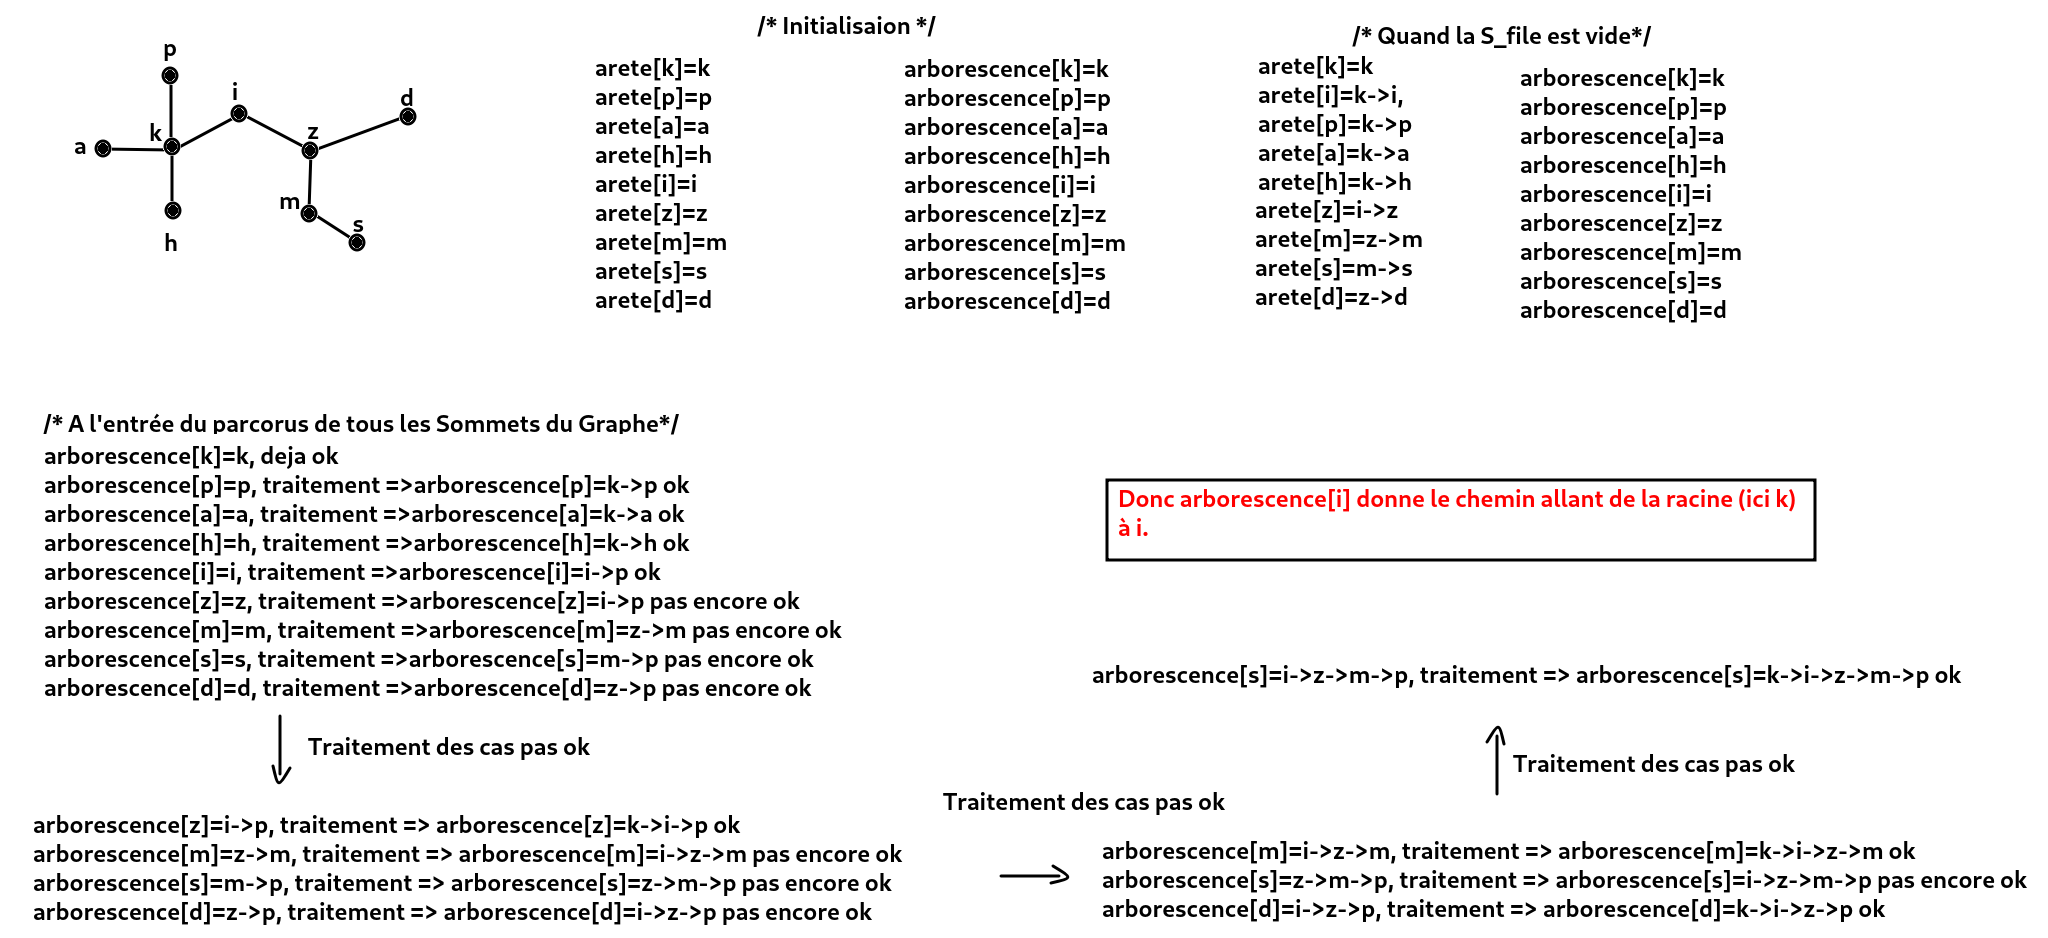 p
i
d
k
z
a
m
s
h
/* Initialisaion */
arete[k]=k
arete[p]=p
arete[a]=a
arete[h]=h
arete[i]=i
arete[z]=z
arete[m]=m
arete[s]=s
arete[d]=d
arborescence[k]=k
arborescence[p]=p
arborescence[a]=a
arborescence[h]=h
arborescence[i]=i
arborescence[z]=z
arborescence[m]=m
arborescence[s]=s
arborescence[d]=d
/* Quand la S_file est vide*/
arete[k]=k
arete[i]=k->i,
arete[p]=k->p
arete[a]=k->a
arete[h]=k->h
arete[z]=i->z
arete[m]=z->m
arete[s]=m->s
arete[d]=z->d
arborescence[k]=k
arborescence[p]=p
arborescence[a]=a
arborescence[h]=h
arborescence[i]=i
arborescence[z]=z
arborescence[m]=m
arborescence[s]=s
arborescence[d]=d
/* A l'entrée du parcorus de tous les Sommets du Graphe*/
arborescence[k]=k, deja ok
arborescence[p]=p, traitement =>arborescence[p]=k->p ok
arborescence[a]=a, traitement =>arborescence[a]=k->a ok
arborescence[h]=h, traitement =>arborescence[h]=k->h ok
arborescence[i]=i, traitement =>arborescence[i]=i->p ok
arborescence[z]=z, traitement =>arborescence[z]=i->p pas encore ok
arborescence[m]=m, traitement =>arborescence[m]=z->m pas encore ok
arborescence[s]=s, traitement =>arborescence[s]=m->p pas encore ok
arborescence[d]=d, traitement =>arborescence[d]=z->p pas encore ok
Traitement des cas pas ok
arborescence[z]=i->p, traitement => arborescence[z]=k->i->p ok
arborescence[m]=z->m, traitement => arborescence[m]=i->z->m pas encore ok
arborescence[s]=m->p, traitement => arborescence[s]=z->m->p pas encore ok
arborescence[d]=z->p, traitement => arborescence[d]=i->z->p pas encore ok
Traitement des cas pas ok
arborescence[m]=i->z->m, traitement => arborescence[m]=k->i->z->m ok
arborescence[s]=z->m->p, traitement => arborescence[s]=i->z->m->p pas encore ok
arborescence[d]=i->z->p, traitement => arborescence[d]=k->i->z->p ok
Traitement des cas pas ok
arborescence[s]=i->z->m->p, traitement => arborescence[s]=k->i->z->m->p ok
Donc arborescence[i] donne le chemin allant de la racine (ici k)
à i.